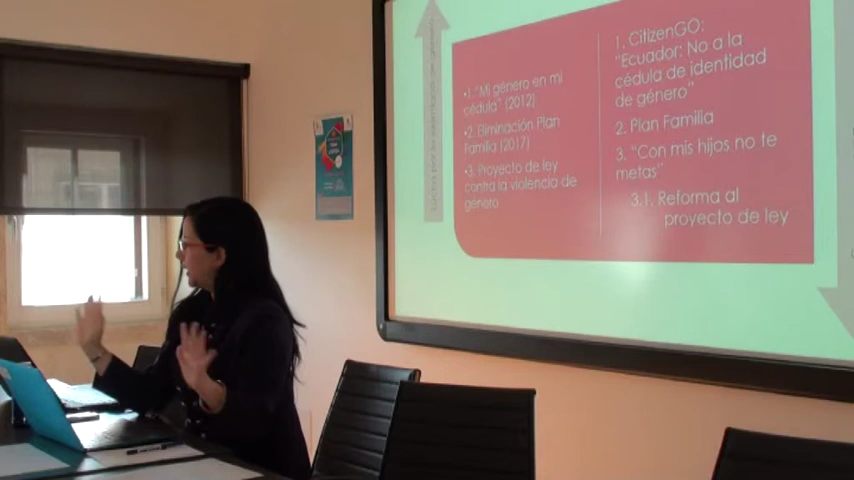 •1. "Mi género en mi
cédula" (2012)
•2. Eliminación Plan
Familia (2017)
•3. Proyecto de ley
contra la violencia de
género
1. CitizenGO:
"Ecuador: No a la
cédula de identidad
de género"
2. Plan Familia
3. "Con mis hijos no te
metas"
3.1. Reforma al
proyecto de ley